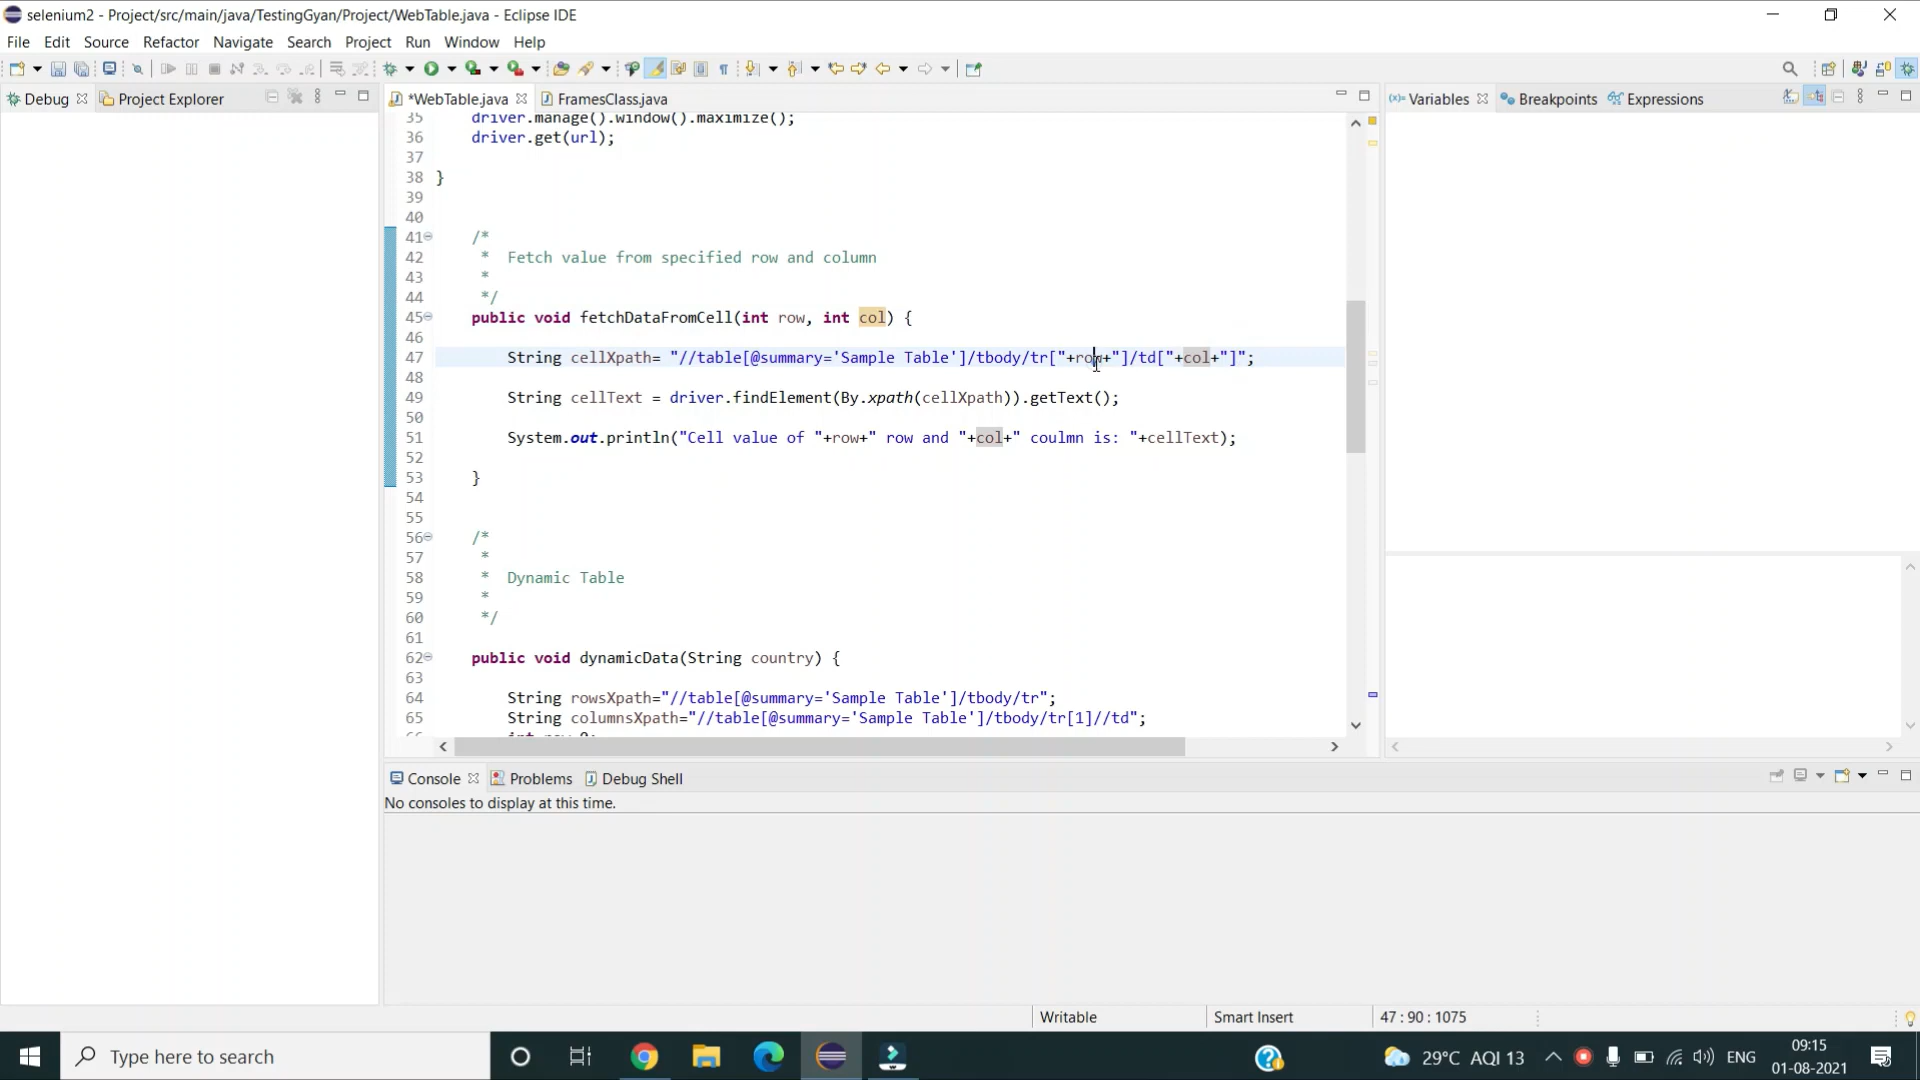 selenium2 - Project/src/main/java/TestingGyan/Project/WebTable.java - Eclipse IDE
File Edit Source Refactor Navigate Search Project Run Window Help
Debug Project Explorer
*WebTable.java FramesClass.java
Variables Breakpoints Expressions
35 driver.manage().window().maximize();
36 driver.get(url);
37
38 }
39
40
41 /*
42 * Fetch value from specified row and column
43 *
44 */
45 public void fetchDataFromCell(int row, int col) {
46
47 String cellXpath= "//table[@summary='Sample Table']/tbody/tr["+row+"]/td["+col+"]";
48
49 String cellText = driver.findElement(By.xpath(cellXpath)).getText();
50
51 System.out.println("Cell value of "+row+" row and "+col+" coulmn is: "+cellText);
52
53 }
54
55
56 /*
57 *
58 * Dynamic Table
59 *
60 */
61
62 public void dynamicData(String country) {
63
64 String rowsXpath="//table[@summary='Sample Table']/tbody/tr";
65 String columnsXpath="//table[@summary='Sample Table']/tbody/tr[1]//td";
Console Problems Debug Shell
No consoles to display at this time.
Writable Smart Insert 47 : 90 : 1075
Type here to search
29°C AQI 13
ENG
09:15
01-08-2021